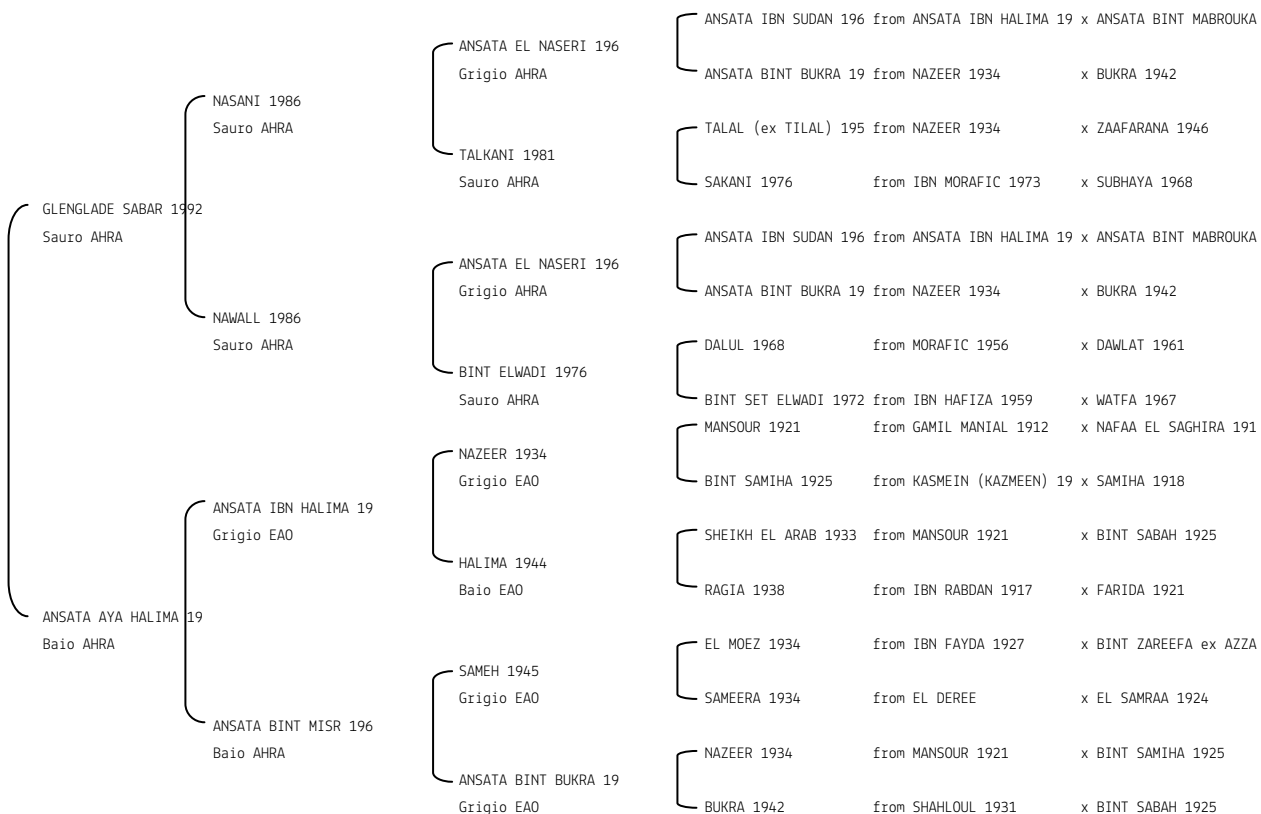 ANSATA IBN SUDAN 196 from ANSATA IBN HALIMA 19 x ANSATA BINT MABROUKA
ANSATA EL NASERI 196
Grigio AHRA
ANSATA BINT BUKRA 19 from NAZEER 1934 x BUKRA 1942
NASANI 1986
Sauro AHRA
TALAL (ex TILAL) 195 from NAZEER 1934 x ZAAFARANA 1946
TALKANI 1981
Sauro AHRA
SAKANI 1976 from IBN MORAFIC 1973 x SUBHAYA 1968
GLENGLADE SABAR 1992
Sauro AHRA
ANSATA IBN SUDAN 196 from ANSATA IBN HALIMA 19 x ANSATA BINT MABROUKA
ANSATA EL NASERI 196
Grigio AHRA
ANSATA BINT BUKRA 19 from NAZEER 1934 x BUKRA 1942
NAWALL 1986
Sauro AHRA
DALUL 1968 from MORAFIC 1956 x DAWLAT 1961
BINT ELWADI 1976
Sauro AHRA
BINT SET ELWADI 1972 from IBN HAFIZA 1959 x WATFA 1967
MANSOUR 1921 from GAMIL MANIAL 1912 x NAFAA EL SAGHIRA 191
NAZEER 1934
Grigio EAO
BINT SAMIHA 1925 from KASMEIN (KAZMEEN) 19 x SAMIHA 1918
ANSATA IBN HALIMA 19
Grigio EAO
SHEIKH EL ARAB 1933 from MANSOUR 1921 x BINT SABAH 1925
HALIMA 1944
Baio EAO
RAGIA 1938 from IBN RABDAN 1917 x FARIDA 1921
ANSATA AYA HALIMA 19
Baio AHRA
EL MOEZ 1934 from IBN FAYDA 1927 x BINT ZAREEFA ex AZZA
SAMEH 1945
Grigio EAO
SAMEERA 1934 from EL DEREE x EL SAMRAA 1924
ANSATA BINT MISR 196
Baio AHRA
NAZEER 1934 from MANSOUR 1921 x BINT SAMIHA 1925
ANSATA BINT BUKRA 19
Grigio EAO
BUKRA 1942 from SHAHLOUL 1931 x BINT SABAH 1925